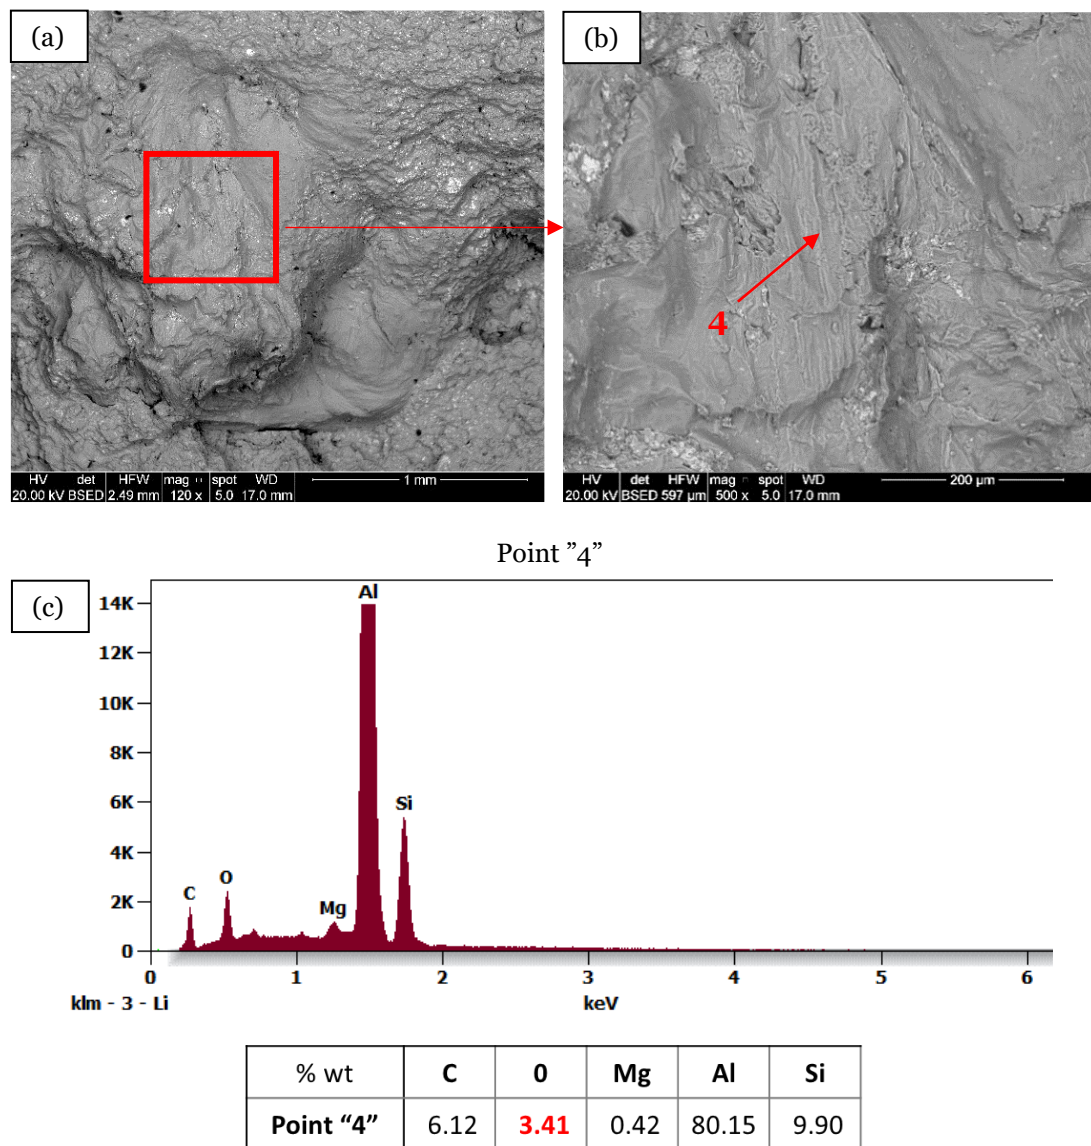 (a)
(b)
4
HV det HFW mag spot WD 1 mm
20.00 kV BSED 2.49 mm 120 x 5.0 17.0 mm
HV det HFW mag spot WD 200 µm
20.00 kV BSED 597 µm 500 x 5.0 17.0 mm
Point ”4”
(c)
Al
14K
12K
10K
8K
6K
Si
4K
C O
2K
Mg
0
0 1 2 3 4 5 6
klm - 3 - Li keV
% wt C 0 Mg Al Si
Point “4” 6.12 3.41 0.42 80.15 9.90